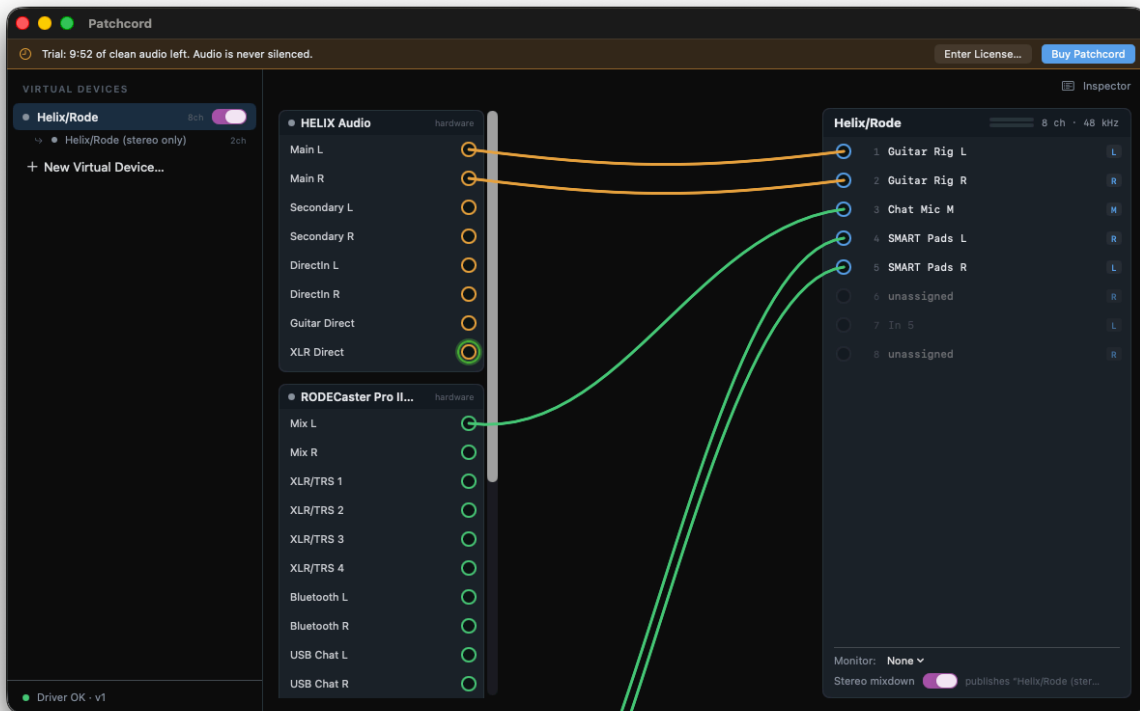 Patchcord
Trial: 9:52 of clean audio left. Audio is never silenced.
Enter License...
Buy Patchcord
VIRTUAL DEVICES
Helix/Rode 8ch
Helix/Rode (stereo only) 2ch
+ New Virtual Device...
Driver OK · v1
Inspector
HELIX Audio hardware
Main L
Main R
Secondary L
Secondary R
DirectIn L
DirectIn R
Guitar Direct
XLR Direct
RODECaster Pro II... hardware
Mix L
Mix R
XLR/TRS 1
XLR/TRS 2
XLR/TRS 3
XLR/TRS 4
Bluetooth L
Bluetooth R
USB Chat L
USB Chat R
Helix/Rode 8 ch · 48 kHz
1 Guitar Rig L L
2 Guitar Rig R R
3 Chat Mic M M
4 SMART Pads L R
5 SMART Pads R L
6 unassigned R
7 In 5 L
8 unassigned R
Monitor: None
Stereo mixdown publishes "Helix/Rode (ster...